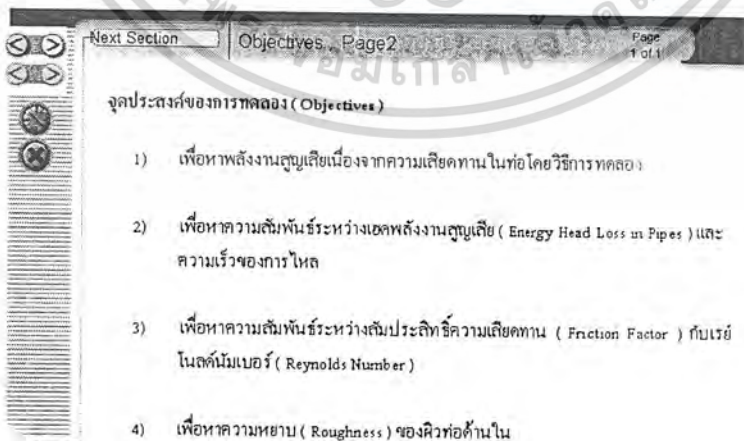 Next Section
Objectives , Page2
Page
1 of 1
จุดประสงค์ของการทดลอง ( Objectives )
1) เพื่อหาพลังงานสูญเสียเนื่องจากความเสียดทานในท่อโดยวิธีการทดลอง
2) เพื่อหาความสัมพันธ์ระหว่างเฮดพลังงานสูญเสีย ( Energy Head Loss in Pipes ) และ
ความเร็วของการไหล
3) เพื่อหาความสัมพันธ์ระหว่างสัมประสิทธิ์ความเสียดทาน ( Friction Factor ) กับเรย์
โนลด์นัมเบอร์ ( Reynolds Number )
4) เพื่อหาความหยาบ ( Roughness ) ของผิวท่อด้านใน